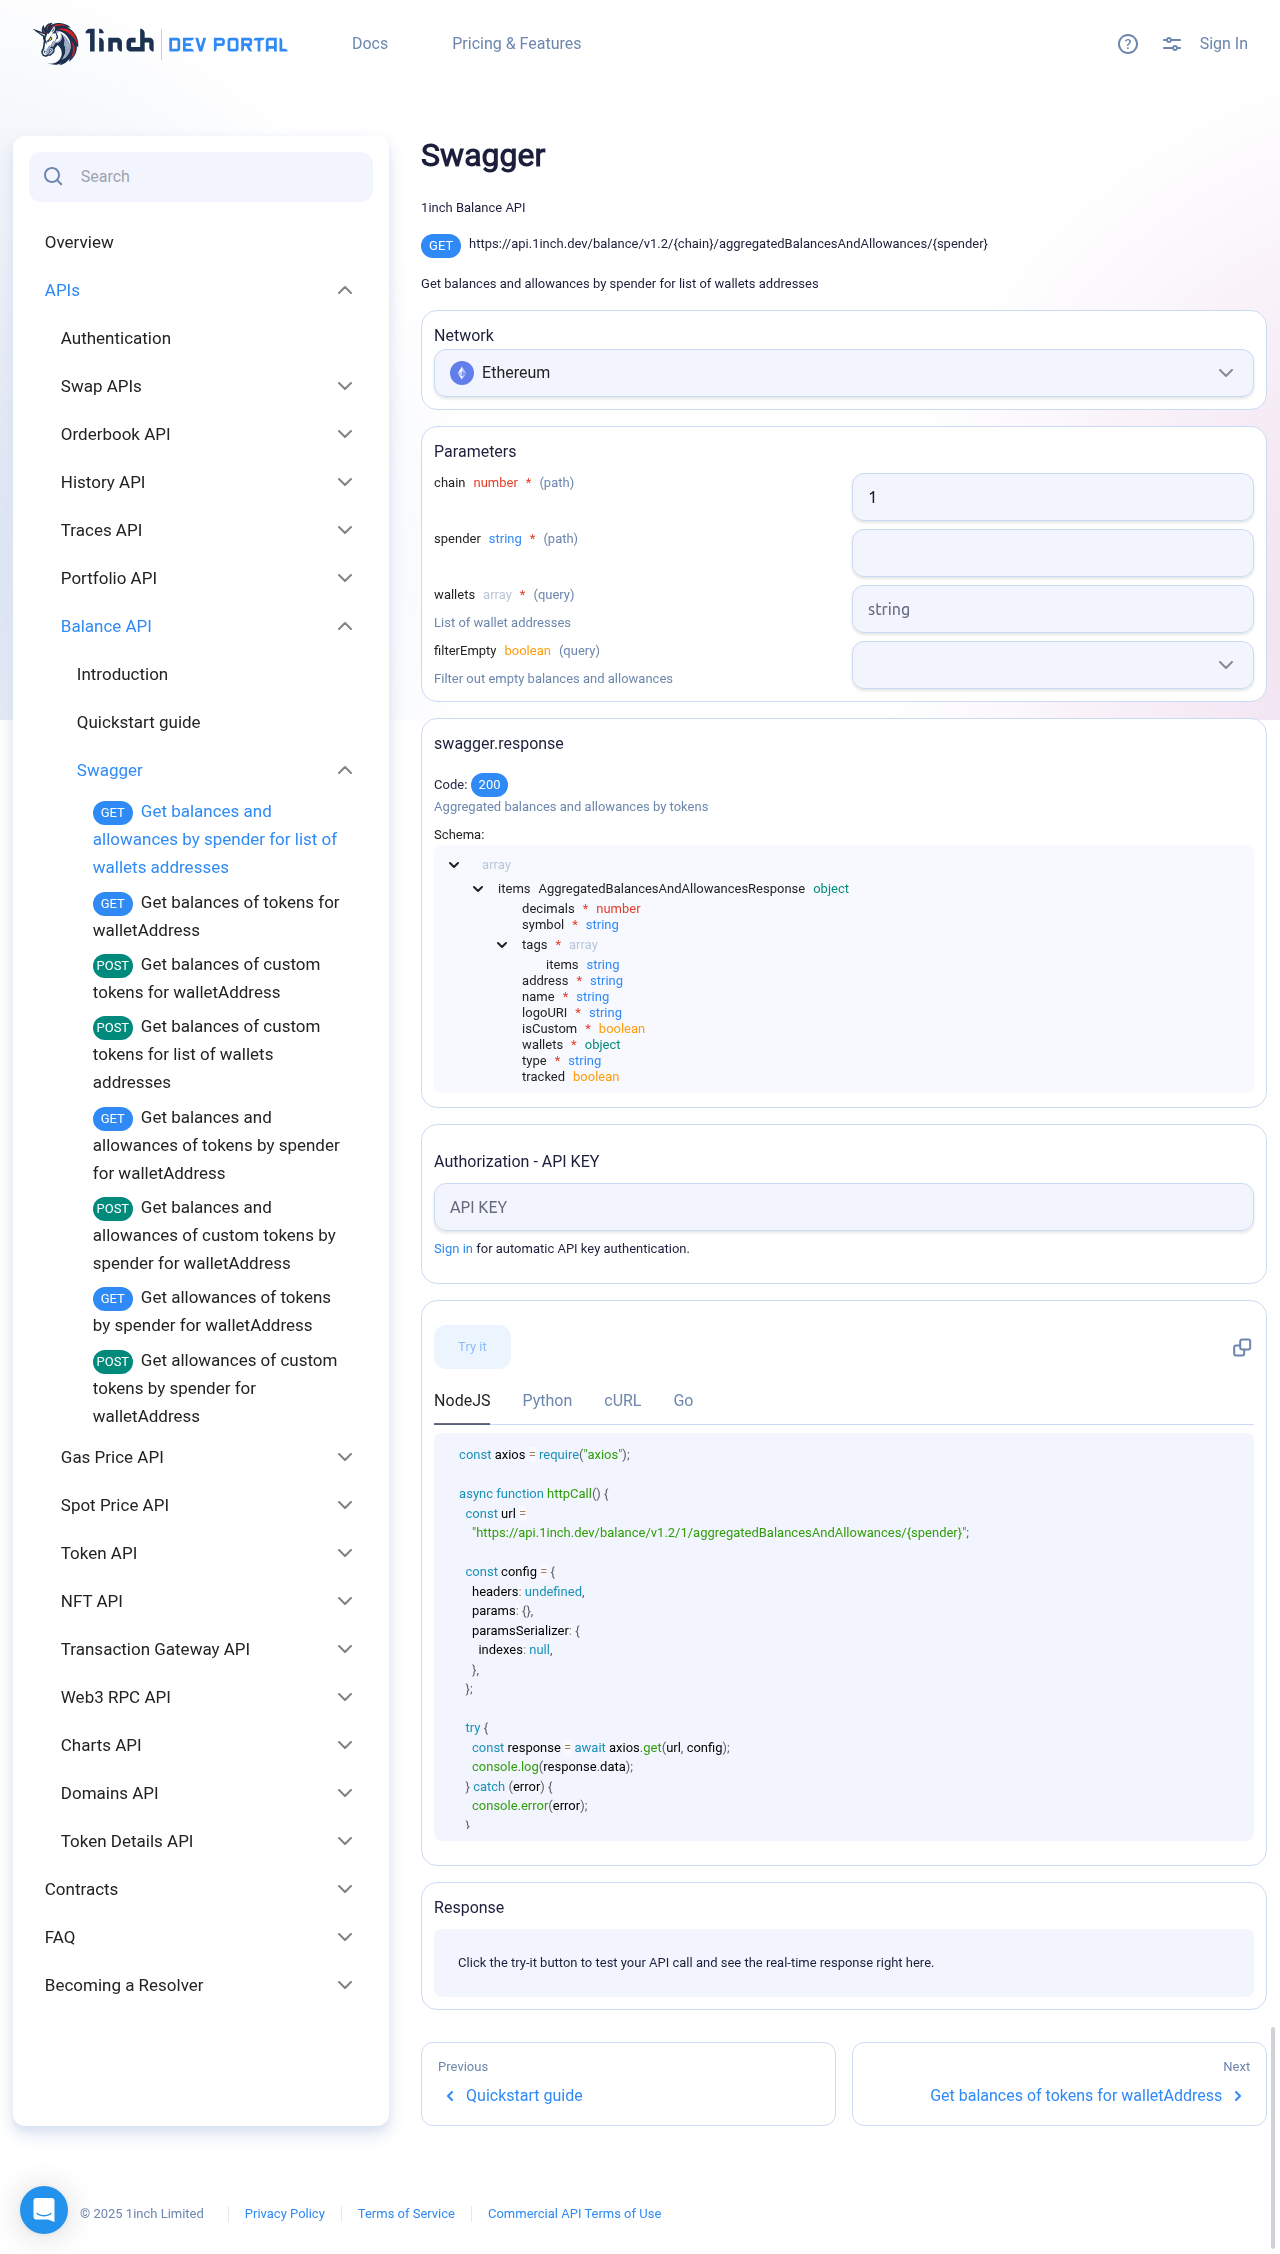 1inch DEV PORTAL
Docs
Pricing & Features
Sign In
Search
Overview
APIs
Authentication
Swap APIs
Orderbook API
History API
Traces API
Portfolio API
Balance API
Introduction
Quickstart guide
Swagger
GET Get balances and
allowances by spender for list of
wallets addresses
GET Get balances of tokens for
walletAddress
POST Get balances of custom
tokens for walletAddress
POST Get balances of custom
tokens for list of wallets
addresses
GET Get balances and
allowances of tokens by spender
for walletAddress
POST Get balances and
allowances of custom tokens by
spender for walletAddress
GET Get allowances of tokens
by spender for walletAddress
POST Get allowances of custom
tokens by spender for
walletAddress
Gas Price API
Spot Price API
Token API
NFT API
Transaction Gateway API
Web3 RPC API
Charts API
Domains API
Token Details API
Contracts
FAQ
Becoming a Resolver
Swagger
1inch Balance API
GET https://api.1inch.dev/balance/v1.2/{chain}/aggregatedBalancesAndAllowances/{spender}
Get balances and allowances by spender for list of wallets addresses
Network
Ethereum
Parameters
chain number * (path)
1
spender string * (path)
wallets array * (query)
List of wallet addresses
string
filterEmpty boolean (query)
Filter out empty balances and allowances
swagger.response
Code: 200
Aggregated balances and allowances by tokens
Schema:
array
items AggregatedBalancesAndAllowancesResponse object
decimals * number
symbol * string
tags * array
items string
address * string
name * string
logoURI * string
isCustom * boolean
wallets * object
type * string
tracked boolean
Authorization - API KEY
API KEY
Sign in for automatic API key authentication.
Try it
NodeJS
Python
cURL
Go
const axios = require("axios");
async function httpCall() {
const url =
"https://api.1inch.dev/balance/v1.2/1/aggregatedBalancesAndAllowances/{spender}";
const config = {
headers: undefined,
params: {},
paramsSerializer: {
indexes: null,
},
};
try {
const response = await axios.get(url, config);
console.log(response.data);
} catch (error) {
console.error(error);
}
Response
Click the try-it button to test your API call and see the real-time response right here.
Previous
Quickstart guide
Next
Get balances of tokens for walletAddress
© 2025 1inch Limited
Privacy Policy
Terms of Service
Commercial API Terms of Use